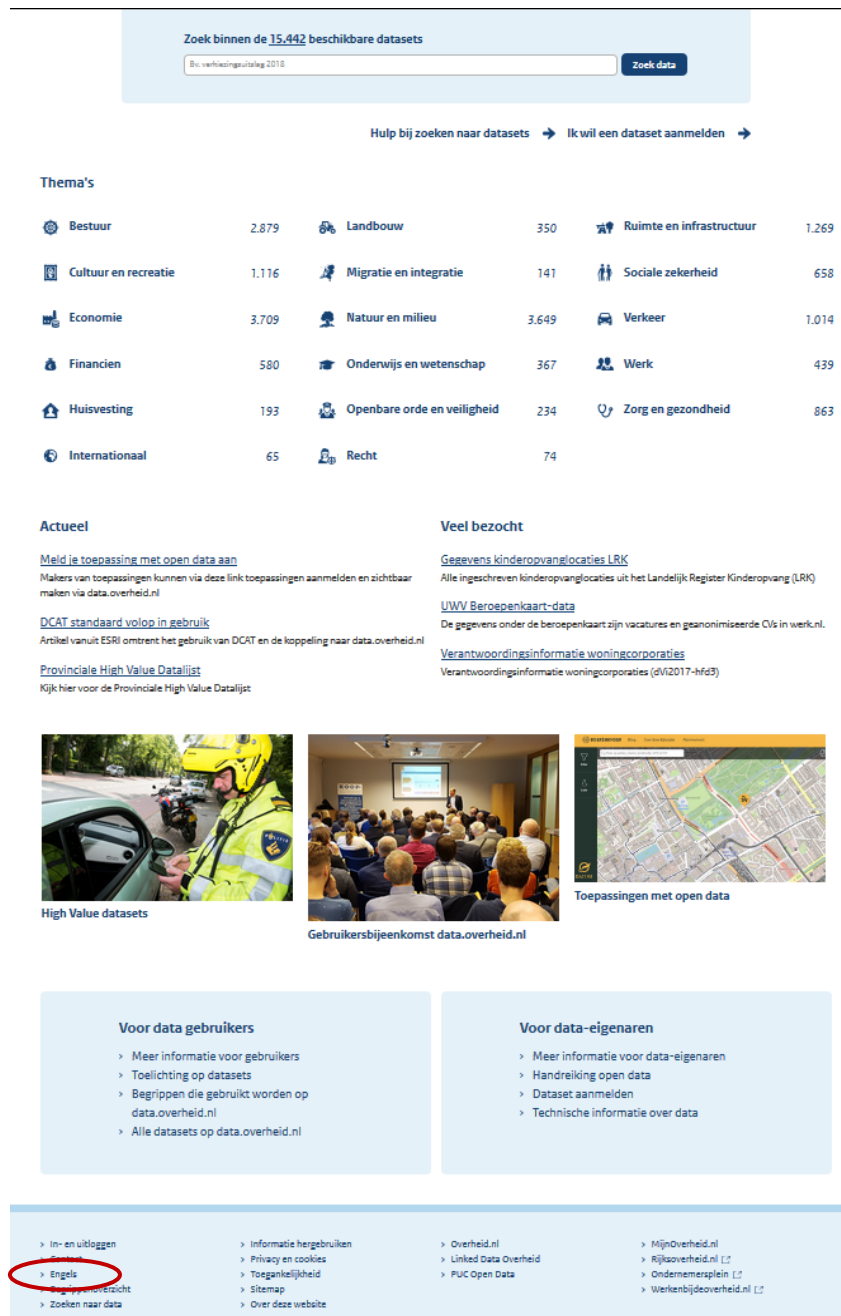 Zoek binnen de 15.442 beschikbare datasets
Bv. verkiezingsuitslag 2018
Zoek data
Hulp bij zoeken naar datasets
Ik wil een dataset aanmelden
Thema's
Bestuur 2.879
Landbouw 350
Ruimte en infrastructuur 1.269
Cultuur en recreatie 1.116
Migratie en integratie 141
Sociale zekerheid 658
Economie 3.709
Natuur en milieu 3.649
Verkeer 1.014
Financien 580
Onderwijs en wetenschap 367
Werk 439
Huisvesting 193
Openbare orde en veiligheid 234
Zorg en gezondheid 863
Internationaal 65
Recht 74
Actueel
Meld je toepassing met open data aan
Makers van toepassingen kunnen via deze link toepassingen aanmelden en zichtbaar
maken via data.overheid.nl
DCAT standaard volop in gebruik
Artikel vanuit ESRI omtrent het gebruik van DCAT en de koppeling naar data.overheid.nl
Provinciale High Value Datalijst
Kijk hier voor de Provinciale High Value Datalijst
Veel bezocht
Gegevens kinderopvanglocaties LRK
Alle ingeschreven kinderopvanglocaties uit het Landelijk Register Kinderopvang (LRK)
UWV Beroepenkaart-data
De gegevens onder de beroepenkaart zijn vacatures en geanonimiseerde CVs in werk.nl.
Verantwoordingsinformatie woningcorporaties
Verantwoordingsinformatie woningcorporaties (dVi2017-hfd3)
POLITIE
KOOP
High Value datasets
Gebruikersbijeenkomst data.overheid.nl
Toepassingen met open data
Voor data gebruikers
› Meer informatie voor gebruikers
› Toelichting op datasets
› Begrippen die gebruikt worden op
data.overheid.nl
› Alle datasets op data.overheid.nl
Voor data-eigenaren
› Meer informatie voor data-eigenaren
› Handreiking open data
› Dataset aanmelden
› Technische informatie over data
› In- en uitloggen
› Contact
› Engels
› Begrippenoverzicht
› Zoeken naar data
› Informatie hergebruiken
› Privacy en cookies
› Toegankelijkheid
› Sitemap
› Over deze website
› Overheid.nl
› Linked Data Overheid
› PUC Open Data
› MijnOverheid.nl
› Rijksoverheid.nl
› Ondernemersplein
› Werkenbijdeoverheid.nl